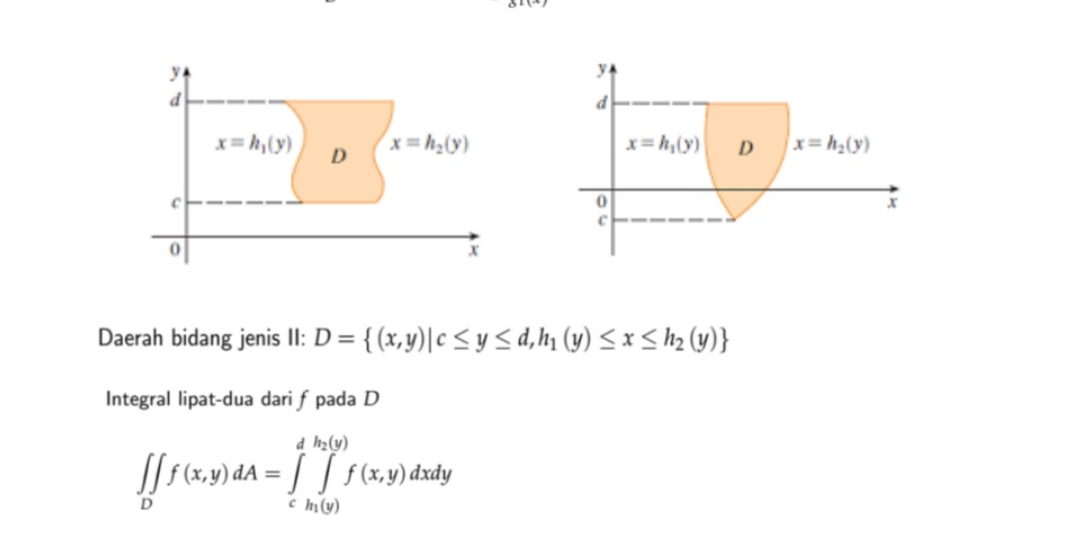 y
d
x = h₁(y)
D
x = h₂(y)
c
0
x
y
d
x = h₁(y)
D
x = h₂(y)
0
c
x
Daerah bidang jenis II: D = {(x,y)|c ≤ y ≤ d, h₁ (y) ≤ x ≤ h₂ (y)}
Integral lipat-dua dari f pada D
∬_D f (x,y) dA = ∫_c^d ∫_{h₁(y)}^{h₂(y)} f (x,y) dxdy